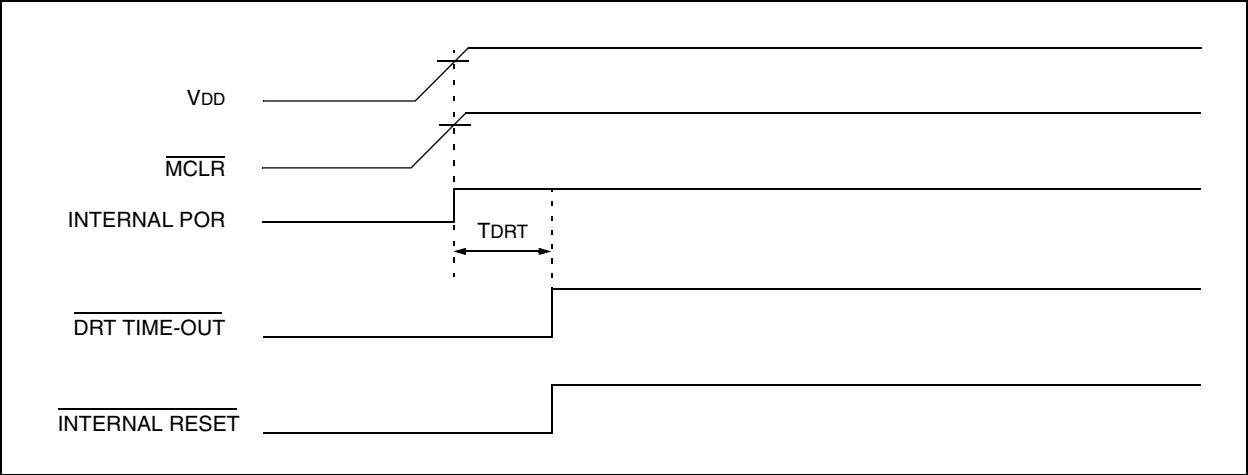 VDD
MCLR
INTERNAL POR
TDRT
DRT TIME-OUT
INTERNAL RESET